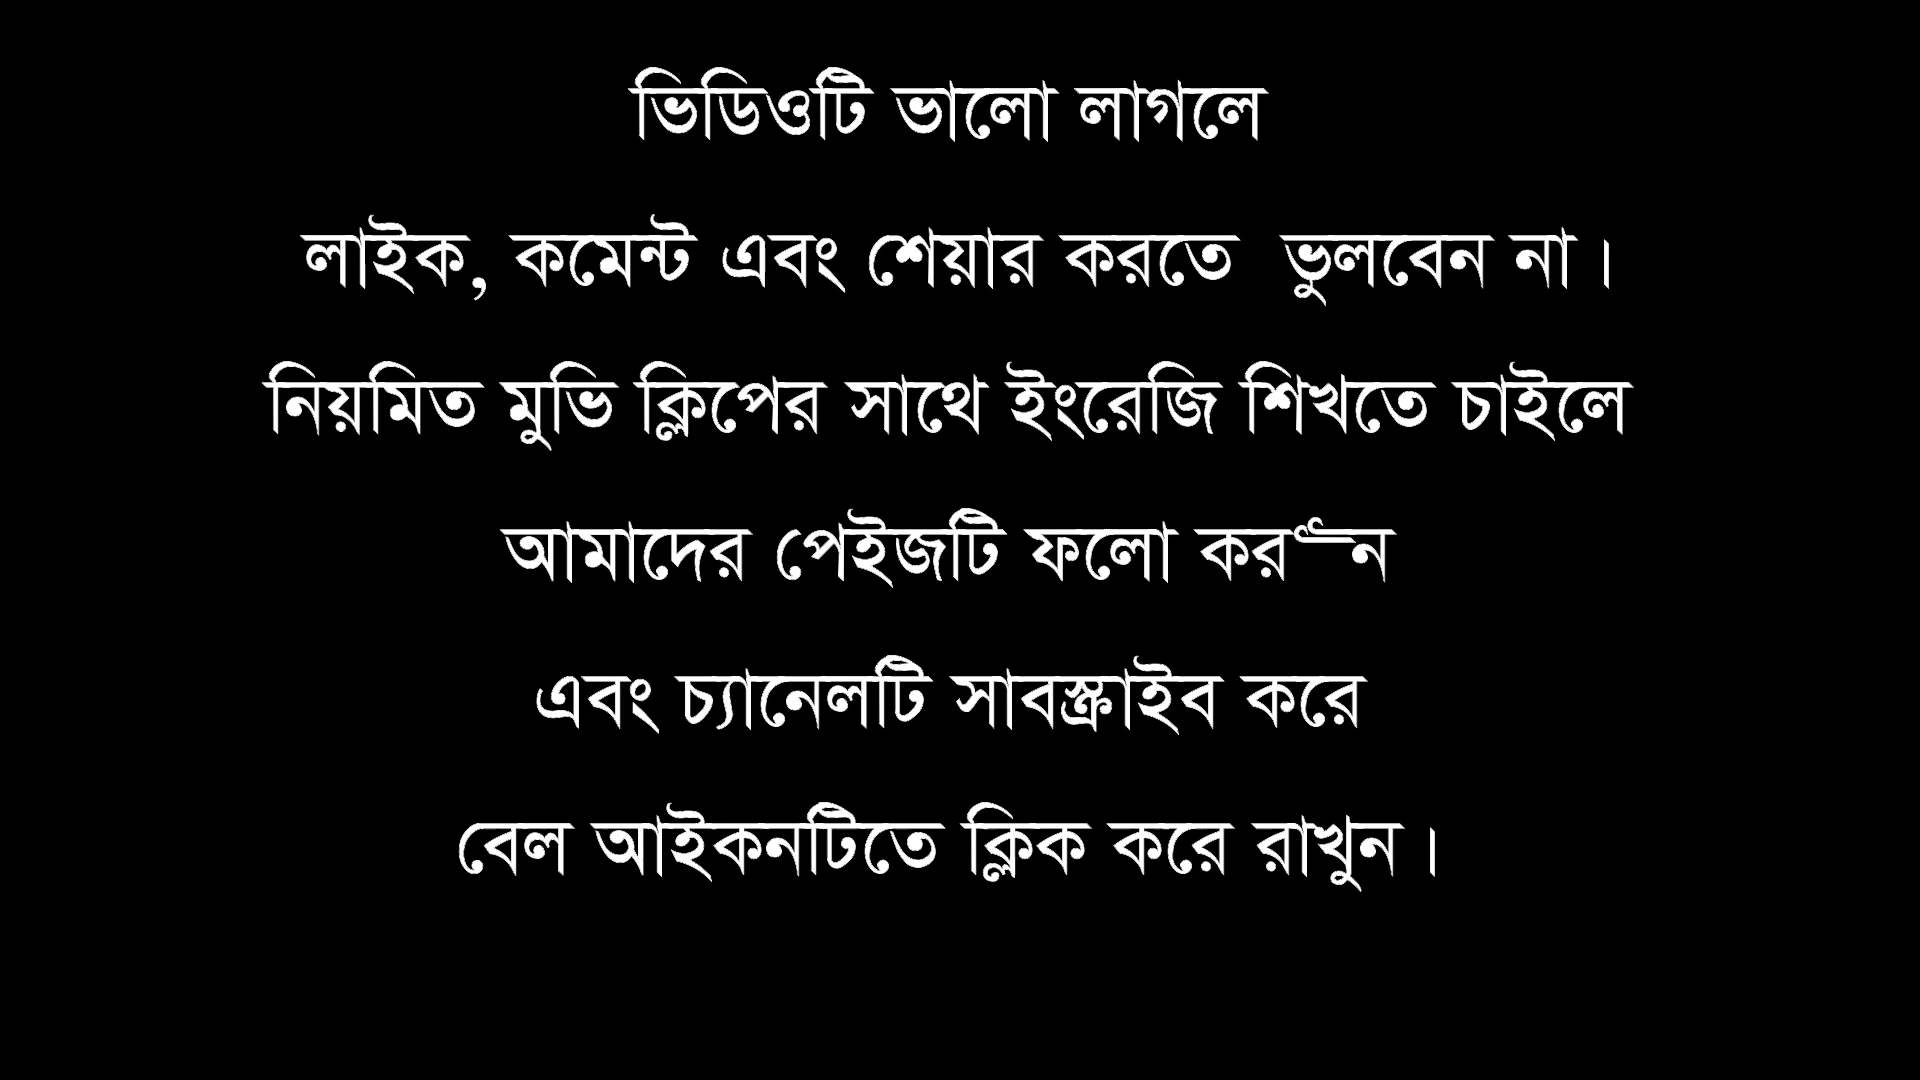 ভিডিওটি ভালো লাগলে
লাইক, কমেন্ট এবং শেয়ার করতে ভুলবেন না।
নিয়মিত মুভি ক্লিপের সাথে ইংরেজি শিখতে চাইলে
আমাদের পেইজটি ফলো করুন
এবং চ্যানেলটি সাবস্ক্রাইব করে
বেল আইকনটিতে ক্লিক করে রাখুন।